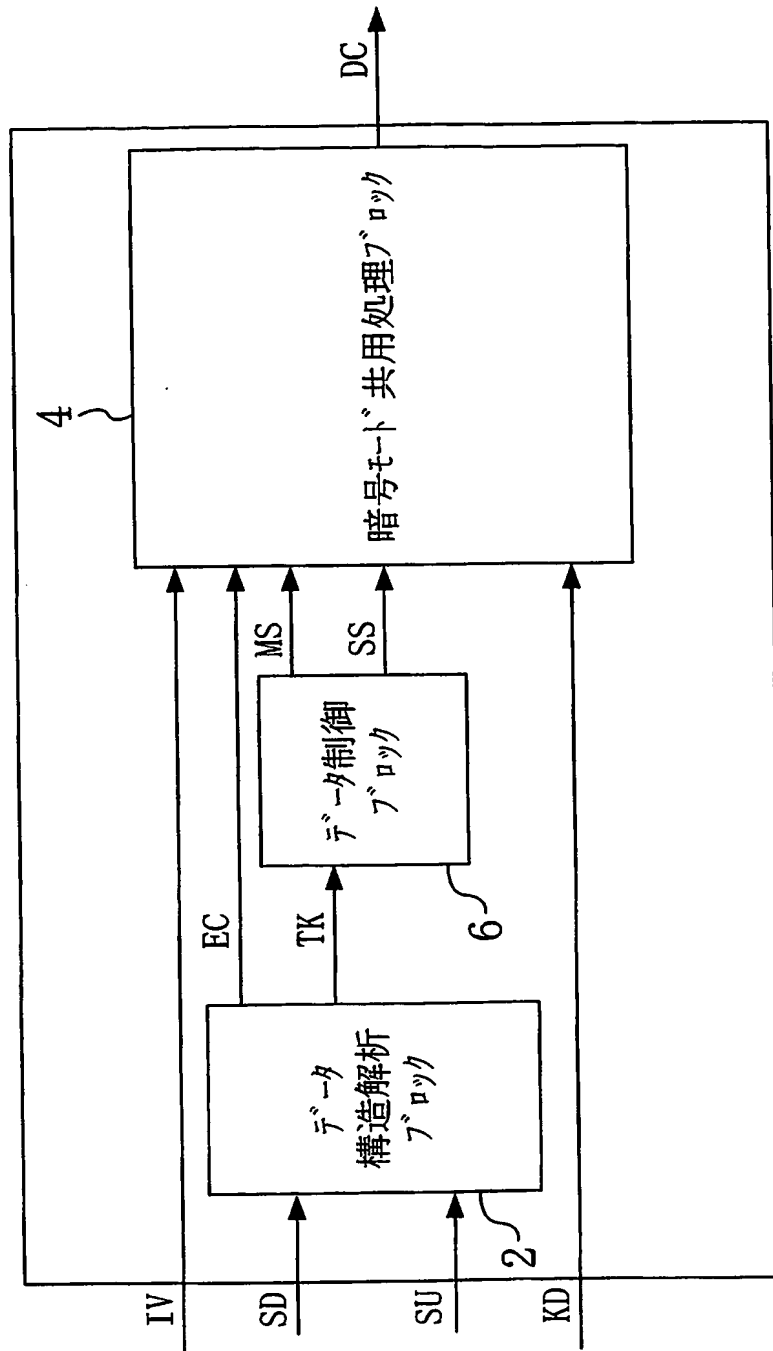 IV
SD
SU
KD
データ
構造解析
ブロック
2
EC
TK
データ制御
ブロック
6
MS
SS
4
暗号モード共用処理ブロック
DC